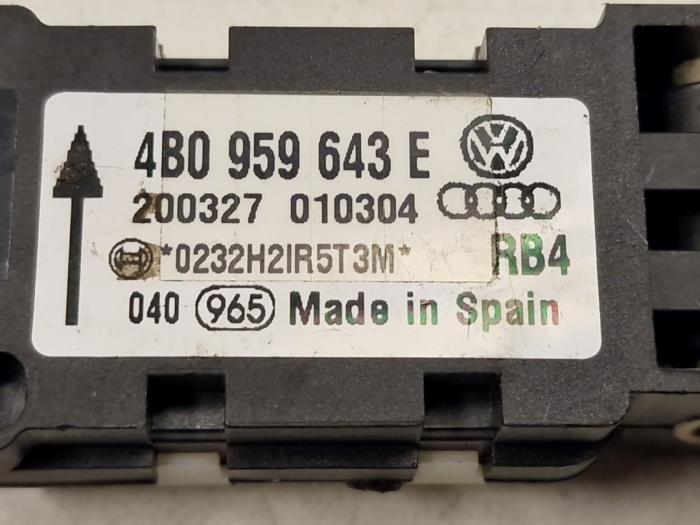 4B0 959 643 E
200327 010304
*0232H2IR5T3M* RB4
040 965 Made in Spain